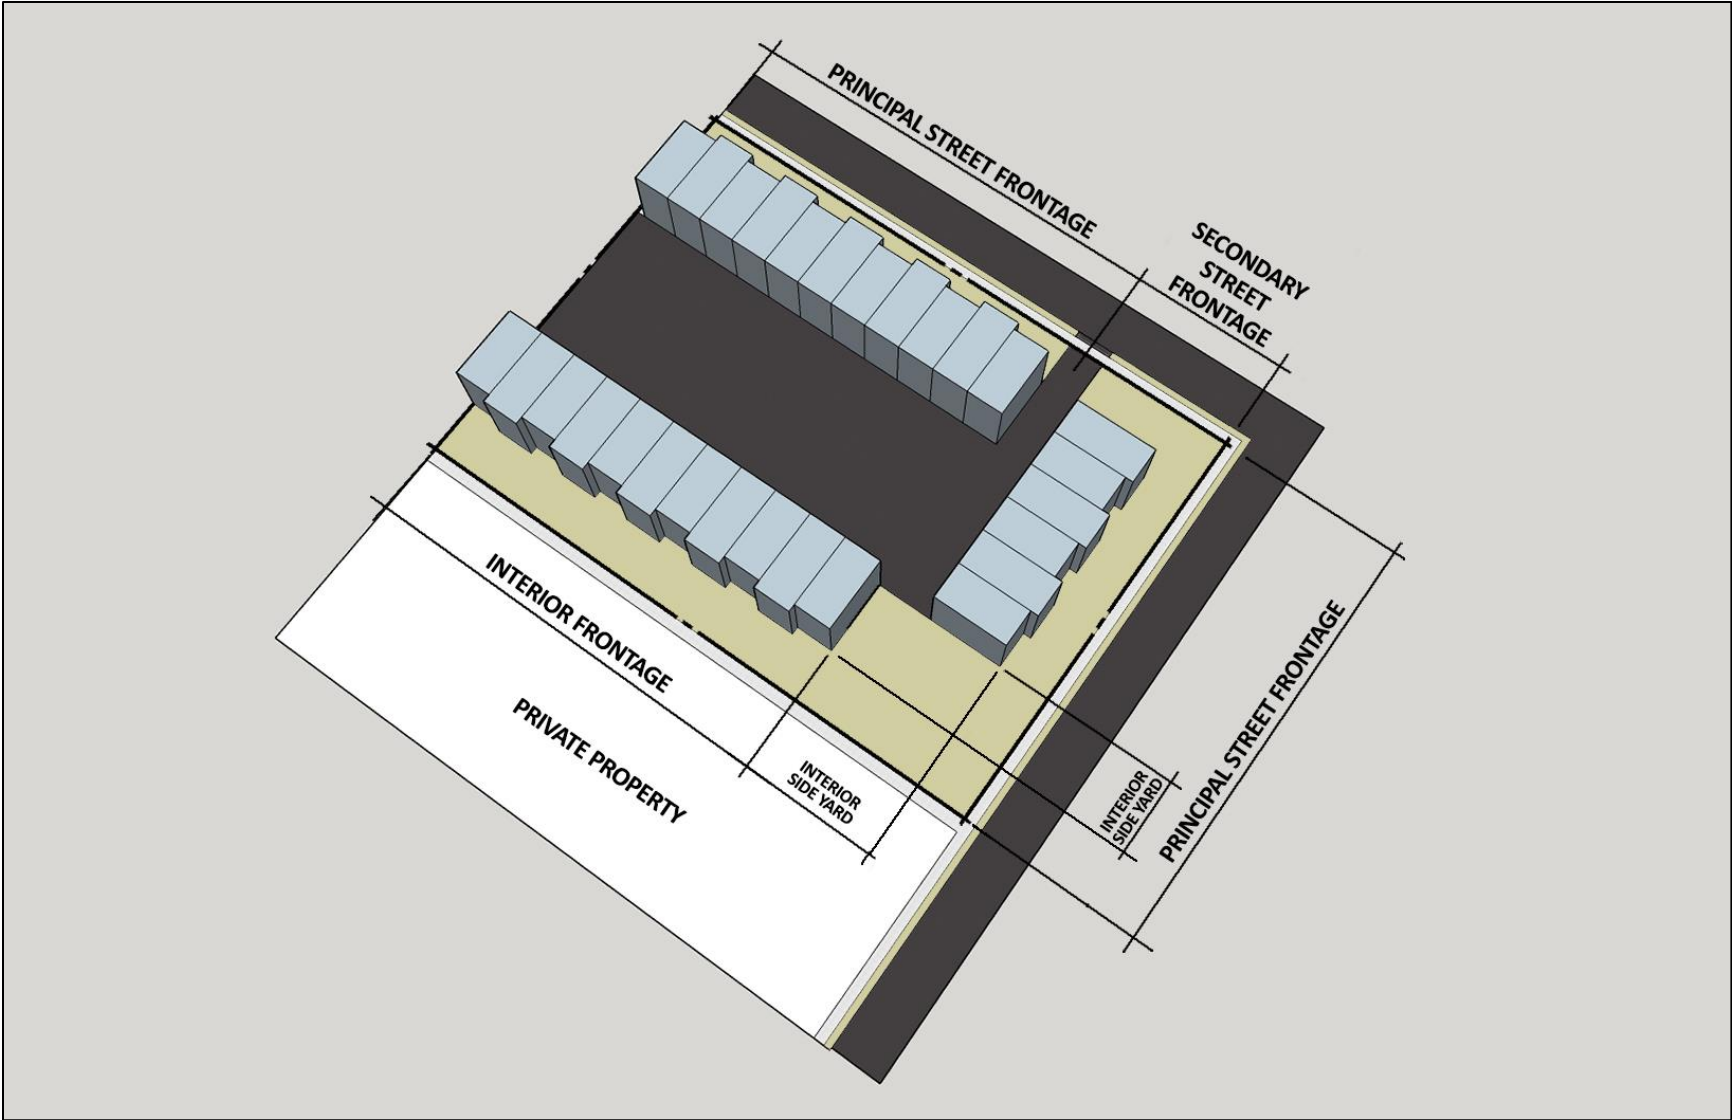 PRINCIPAL STREET FRONTAGE
SECONDARY
STREET
FRONTAGE
INTERIOR FRONTAGE
PRIVATE PROPERTY
INTERIOR
SIDE YARD
INTERIOR
SIDE YARD
PRINCIPAL STREET FRONTAGE